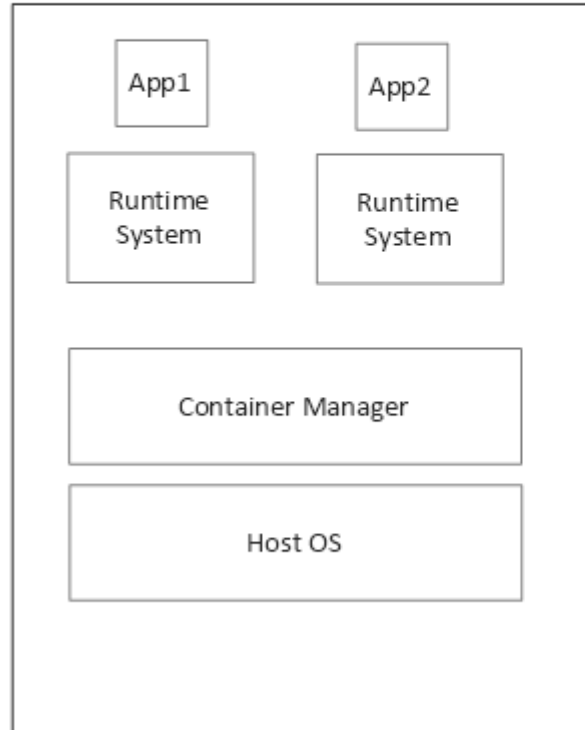 App1
App2
Runtime
System
Runtime
System
Container Manager
Host OS